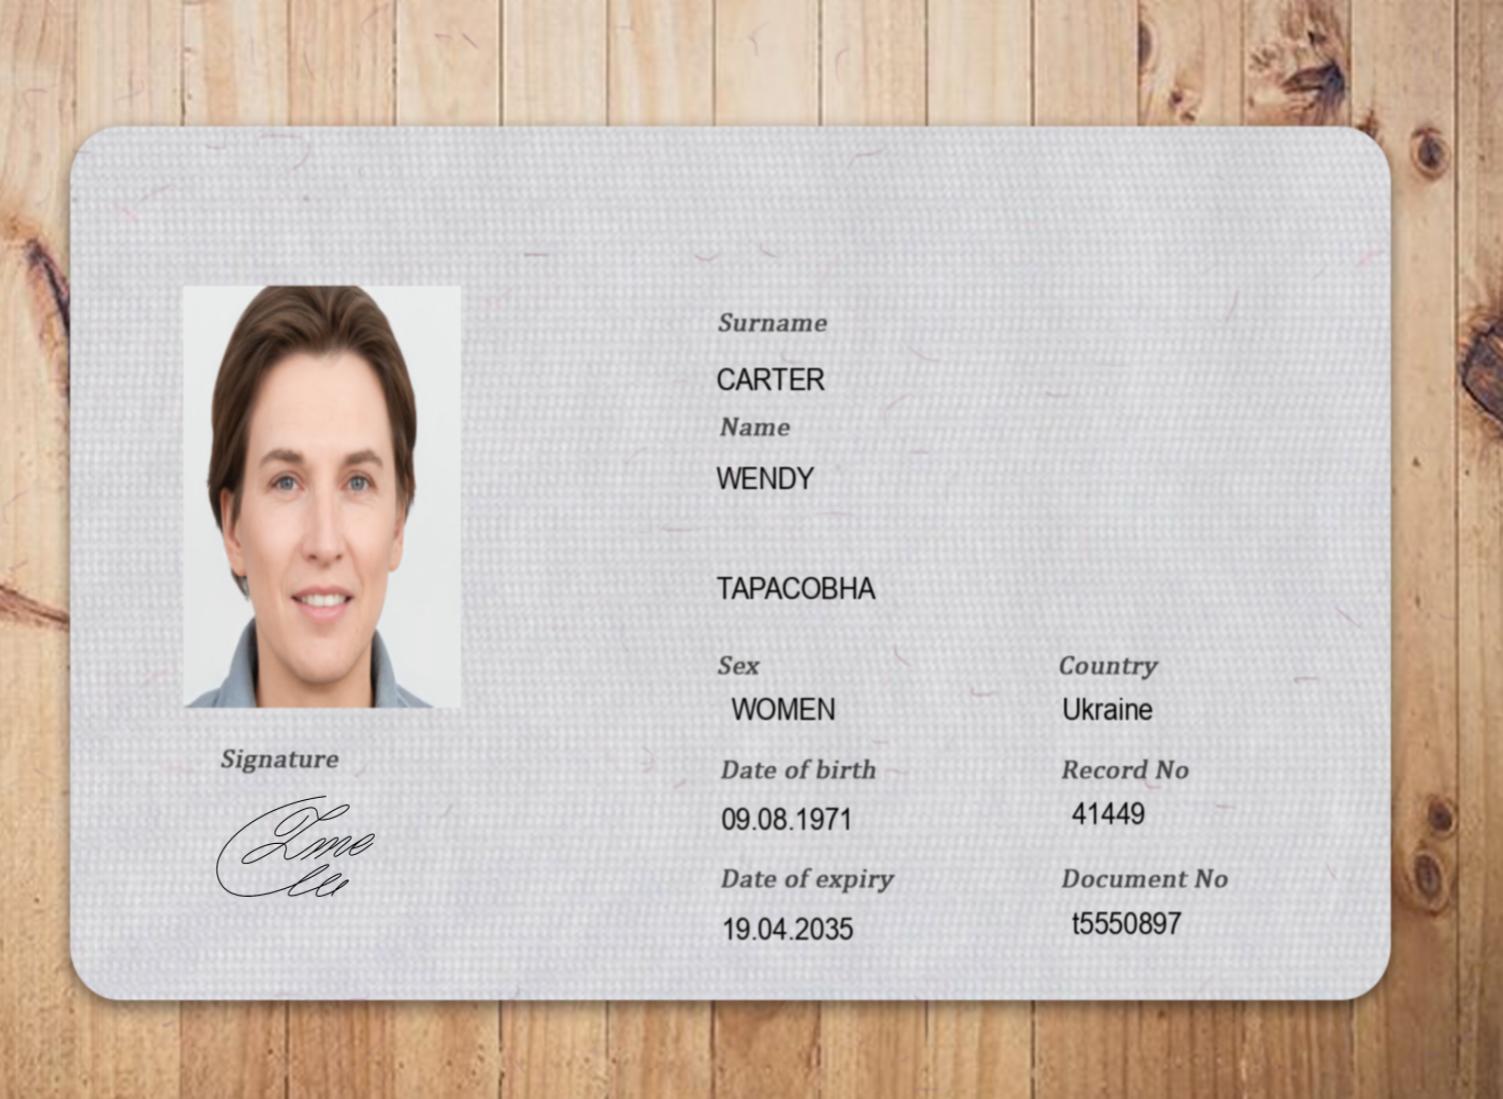 Surname
CARTER
Name
WENDY
TAPACOBHA
Sex
WOMEN
Country
Ukraine
Date of birth
09.08.1971
Record No
41449
Date of expiry
19.04.2035
Document No
t5550897
Signature